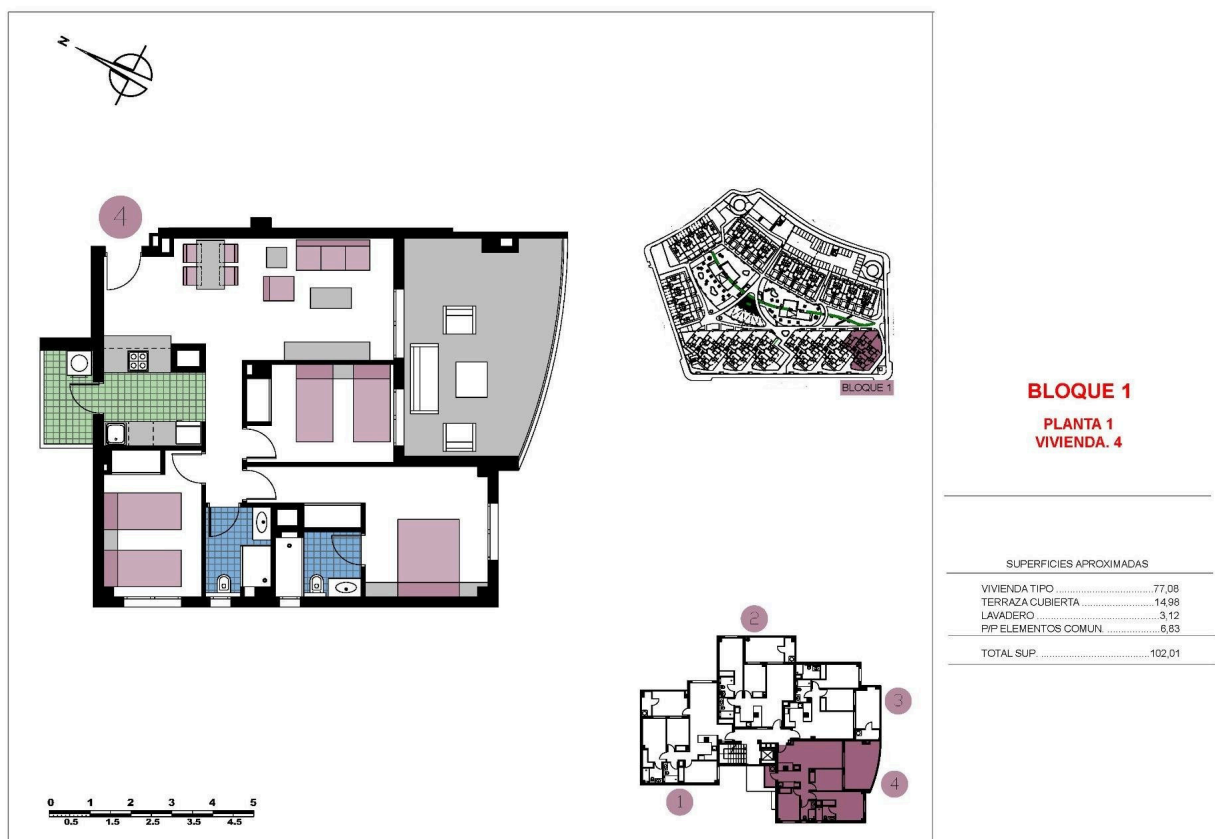 N
4
BLOQUE 1
BLOQUE 1
PLANTA 1
VIVIENDA. 4
SUPERFICIES APROXIMADAS
VIVIENDA TIPO ................................77,08
TERRAZA CUBIERTA ........................14,98
LAVADERO .........................................3,12
P/P ELEMENTOS COMUN. .................6,83
TOTAL SUP. ....................................102,01
2
3
4
1
0 1 2 3 4 5
0.5 1.5 2.5 3.5 4.5